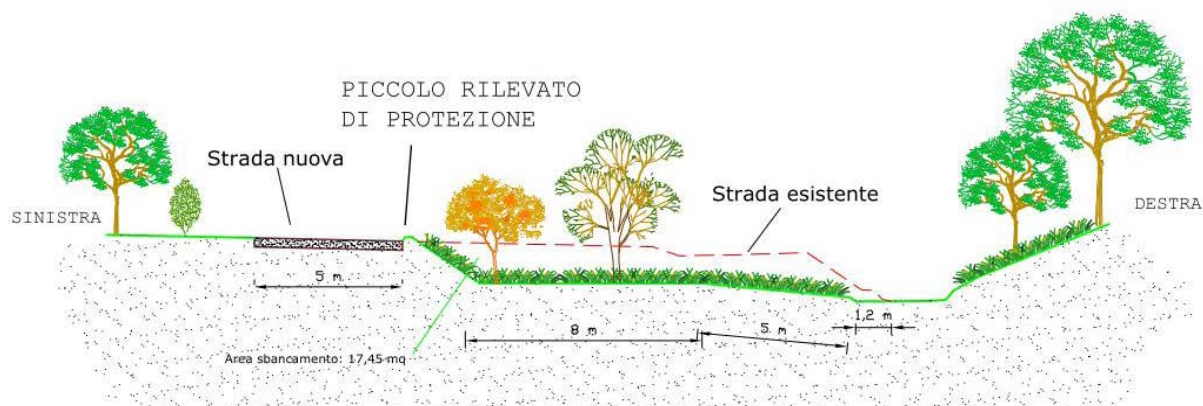 PICCOLO RILEVATO
DI PROTEZIONE
Strada nuova
Strada esistente
SINISTRA
DESTRA
5 m.
1,2 m
8 m
5 m.
Area sbancamento: 17,45 mq